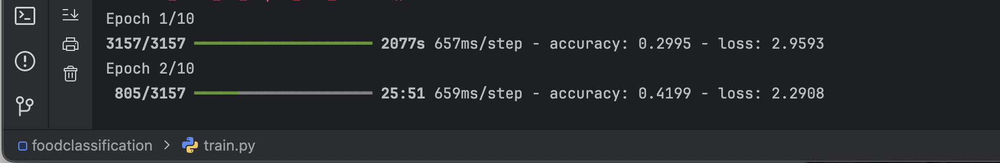 Epoch 1/10
3157/3157 2077s 657ms/step - accuracy: 0.2995 - loss: 2.9593
Epoch 2/10
805/3157 25:51 659ms/step - accuracy: 0.4199 - loss: 2.2908
foodclassification > train.py